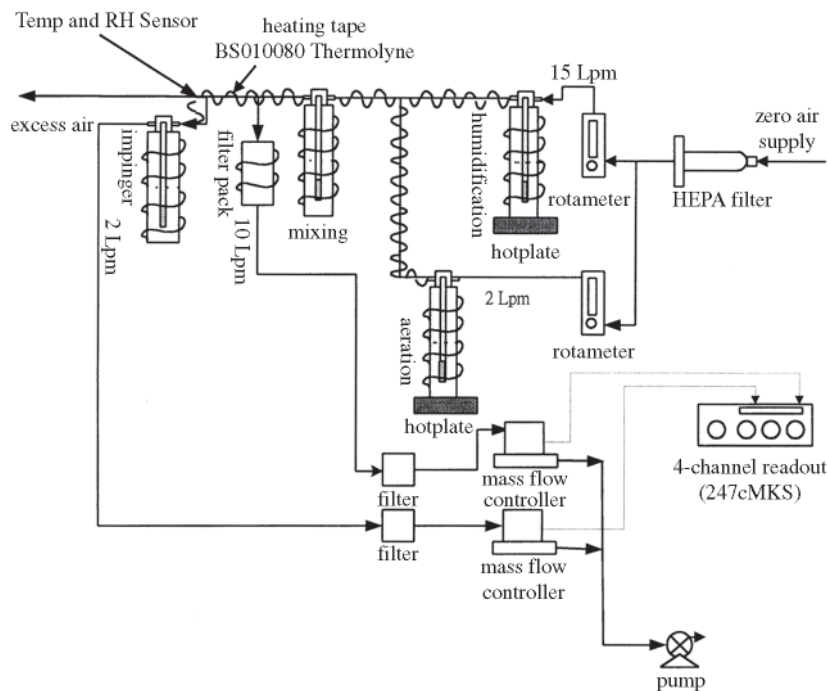 Temp and RH Sensor
heating tape
BS010080 Thermolyne
15 Lpm
zero air
supply
excess air
impinger
filter pack
mixing
humidification
rotameter
HEPA filter
2 Lpm
10 Lpm
hotplate
2 Lpm
aeration
rotameter
hotplate
4-channel readout
(247cMKS)
filter
mass flow
controller
filter
mass flow
controller
pump